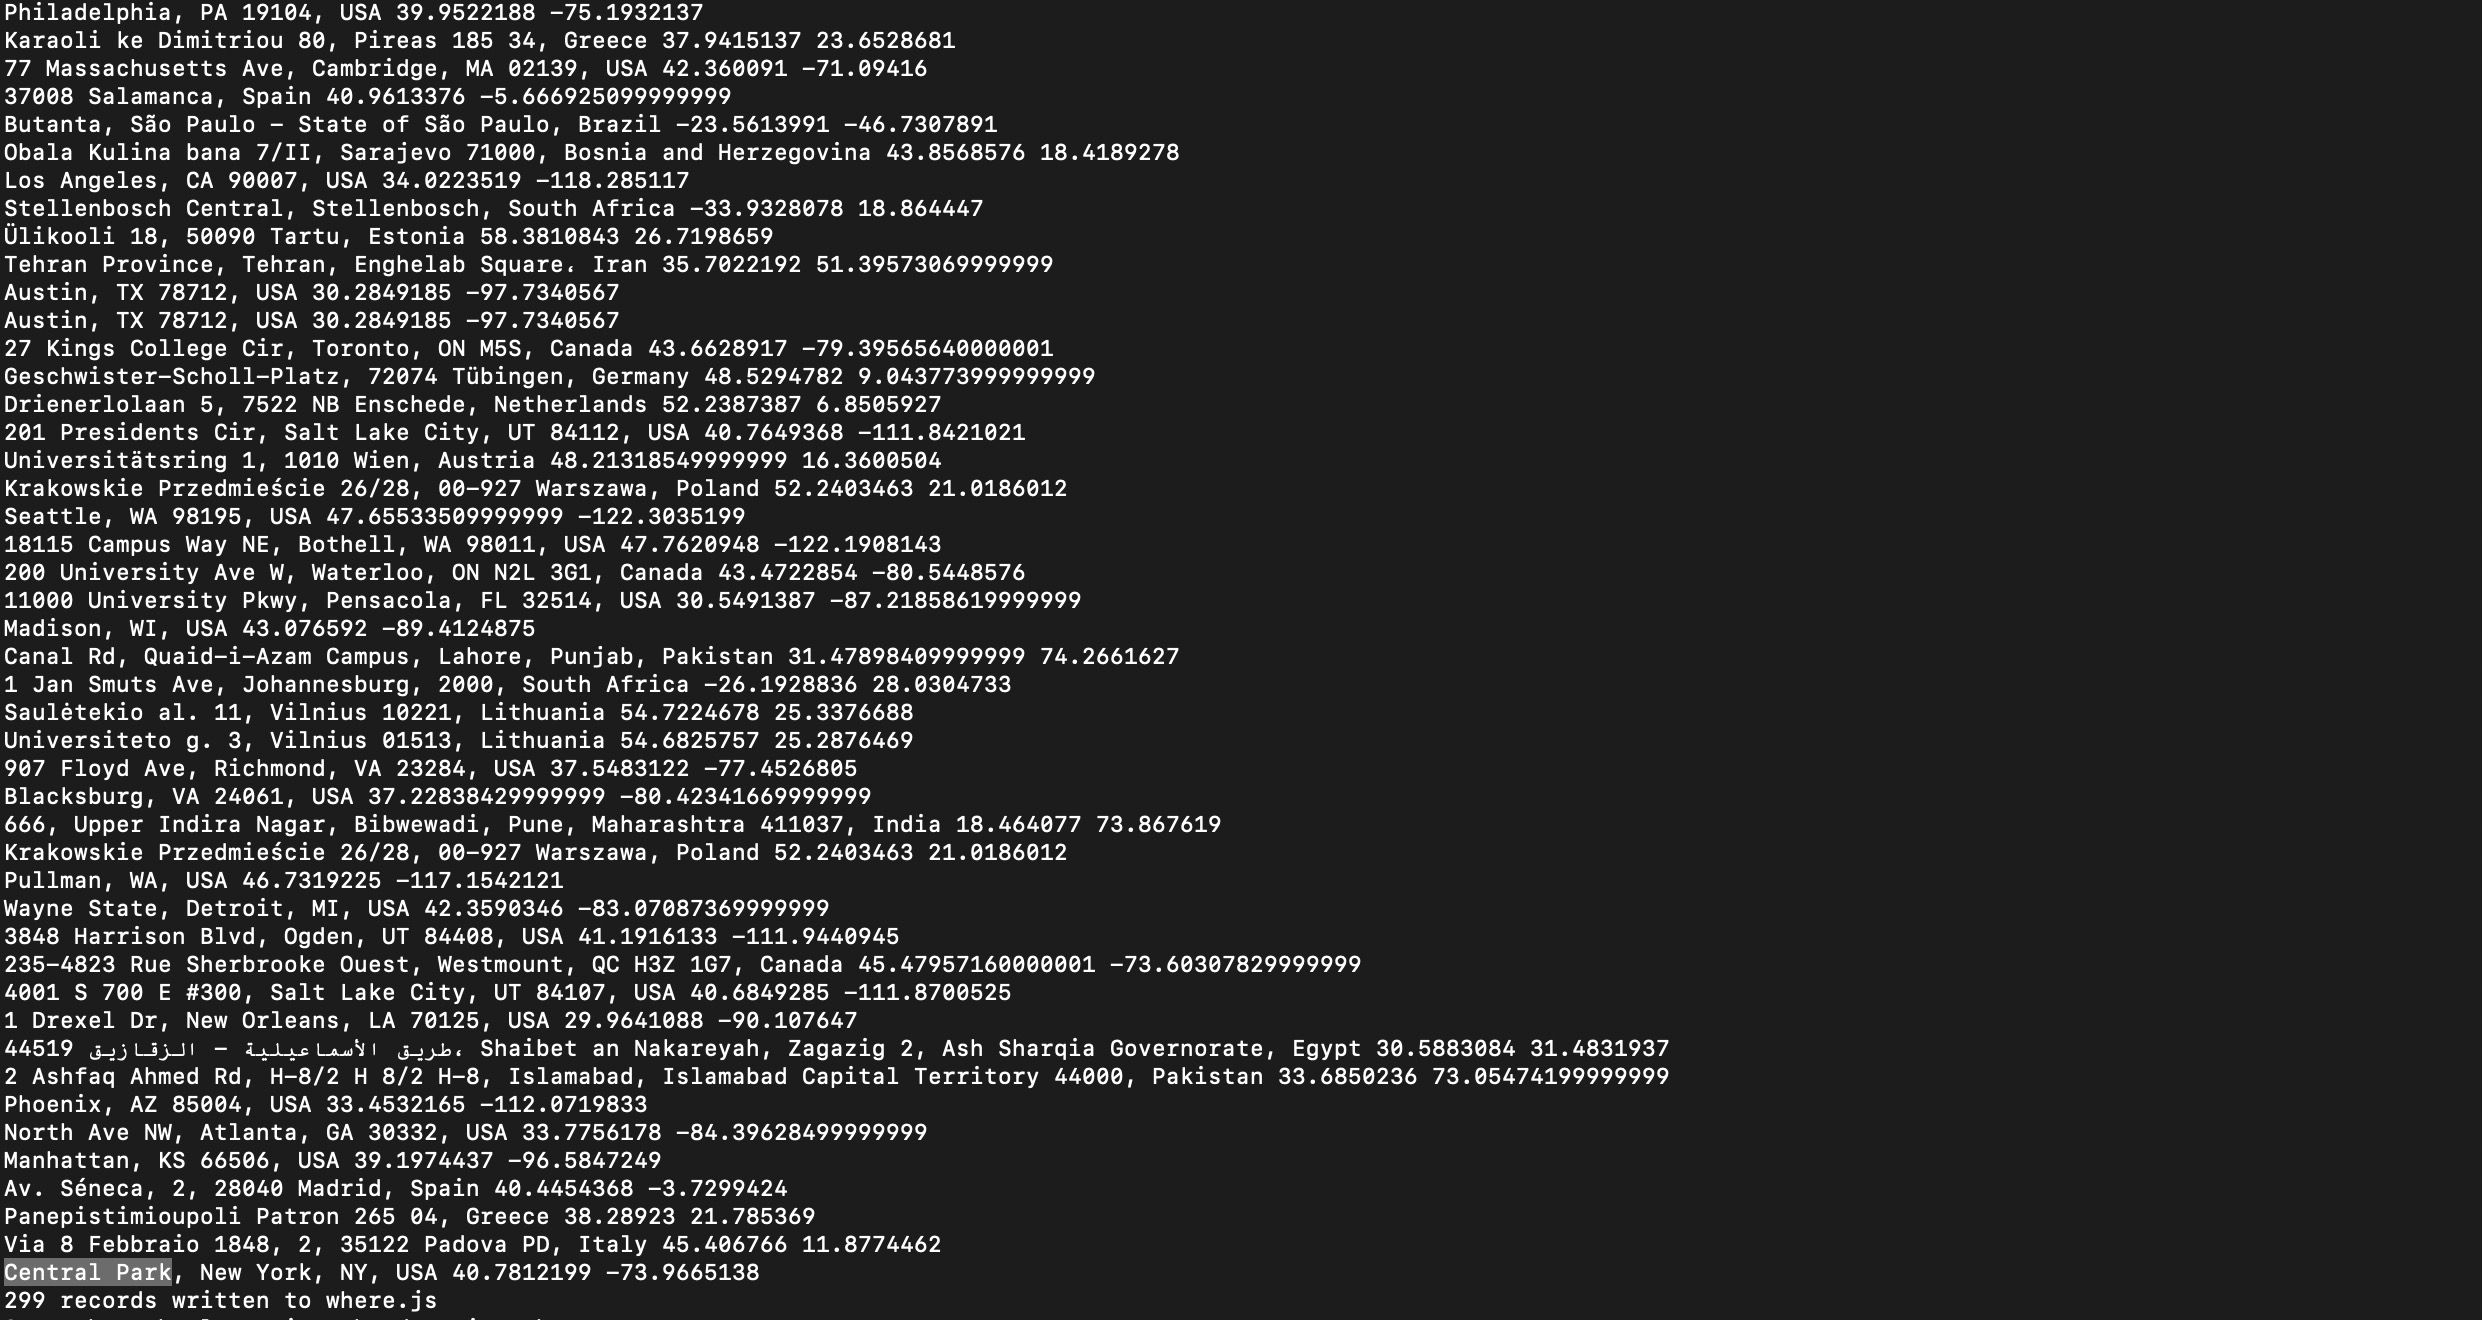 Philadelphia, PA 19104, USA 39.9522188 -75.1932137
Karaoli ke Dimitriou 80, Pireas 185 34, Greece 37.9415137 23.6528681
77 Massachusetts Ave, Cambridge, MA 02139, USA 42.360091 -71.09416
37008 Salamanca, Spain 40.9613376 -5.666925099999999
Butanta, São Paulo - State of São Paulo, Brazil -23.5613991 -46.7307891
Obala Kulina bana 7/II, Sarajevo 71000, Bosnia and Herzegovina 43.8568576 18.4189278
Los Angeles, CA 90007, USA 34.0223519 -118.285117
Stellenbosch Central, Stellenbosch, South Africa -33.9328078 18.864447
Ülikooli 18, 50090 Tartu, Estonia 58.3810843 26.7198659
Tehran Province, Tehran, Enghelab Square، Iran 35.7022192 51.39573069999999
Austin, TX 78712, USA 30.2849185 -97.7340567
Austin, TX 78712, USA 30.2849185 -97.7340567
27 Kings College Cir, Toronto, ON M5S, Canada 43.6628917 -79.39565640000001
Geschwister-Scholl-Platz, 72074 Tübingen, Germany 48.5294782 9.043773999999999
Drienerlolaan 5, 7522 NB Enschede, Netherlands 52.2387387 6.8505927
201 Presidents Cir, Salt Lake City, UT 84112, USA 40.7649368 -111.8421021
Universitätsring 1, 1010 Wien, Austria 48.21318549999999 16.3600504
Krakowskie Przedmieście 26/28, 00-927 Warszawa, Poland 52.2403463 21.0186012
Seattle, WA 98195, USA 47.65533509999999 -122.3035199
18115 Campus Way NE, Bothell, WA 98011, USA 47.7620948 -122.1908143
200 University Ave W, Waterloo, ON N2L 3G1, Canada 43.4722854 -80.5448576
11000 University Pkwy, Pensacola, FL 32514, USA 30.5491387 -87.21858619999999
Madison, WI, USA 43.076592 -89.4124875
Canal Rd, Quaid-i-Azam Campus, Lahore, Punjab, Pakistan 31.47898409999999 74.2661627
1 Jan Smuts Ave, Johannesburg, 2000, South Africa -26.1928836 28.0304733
Saulėtekio al. 11, Vilnius 10221, Lithuania 54.7224678 25.3376688
Universiteto g. 3, Vilnius 01513, Lithuania 54.6825757 25.2876469
907 Floyd Ave, Richmond, VA 23284, USA 37.5483122 -77.4526805
Blacksburg, VA 24061, USA 37.22838429999999 -80.42341669999999
666, Upper Indira Nagar, Bibwewadi, Pune, Maharashtra 411037, India 18.464077 73.867619
Krakowskie Przedmieście 26/28, 00-927 Warszawa, Poland 52.2403463 21.0186012
Pullman, WA, USA 46.7319225 -117.1542121
Wayne State, Detroit, MI, USA 42.3590346 -83.07087369999999
3848 Harrison Blvd, Ogden, UT 84408, USA 41.1916133 -111.9440945
235-4823 Rue Sherbrooke Ouest, Westmount, QC H3Z 1G7, Canada 45.47957160000001 -73.60307829999999
4001 S 700 E #300, Salt Lake City, UT 84107, USA 40.6849285 -111.8700525
1 Drexel Dr, New Orleans, LA 70125, USA 29.9641088 -90.107647
44519 طريق الأسماعيلية - الزقازيق، Shaibet an Nakareyah, Zagazig 2, Ash Sharqia Governorate, Egypt 30.5883084 31.4831937
2 Ashfaq Ahmed Rd, H-8/2 H 8/2 H-8, Islamabad, Islamabad Capital Territory 44000, Pakistan 33.6850236 73.05474199999999
Phoenix, AZ 85004, USA 33.4532165 -112.0719833
North Ave NW, Atlanta, GA 30332, USA 33.7756178 -84.39628499999999
Manhattan, KS 66506, USA 39.1974437 -96.5847249
Av. Séneca, 2, 28040 Madrid, Spain 40.4454368 -3.7299424
Panepistimioupoli Patron 265 04, Greece 38.28923 21.785369
Via 8 Febbraio 1848, 2, 35122 Padova PD, Italy 45.406766 11.8774462
Central Park, New York, NY, USA 40.7812199 -73.9665138
299 records written to where.js